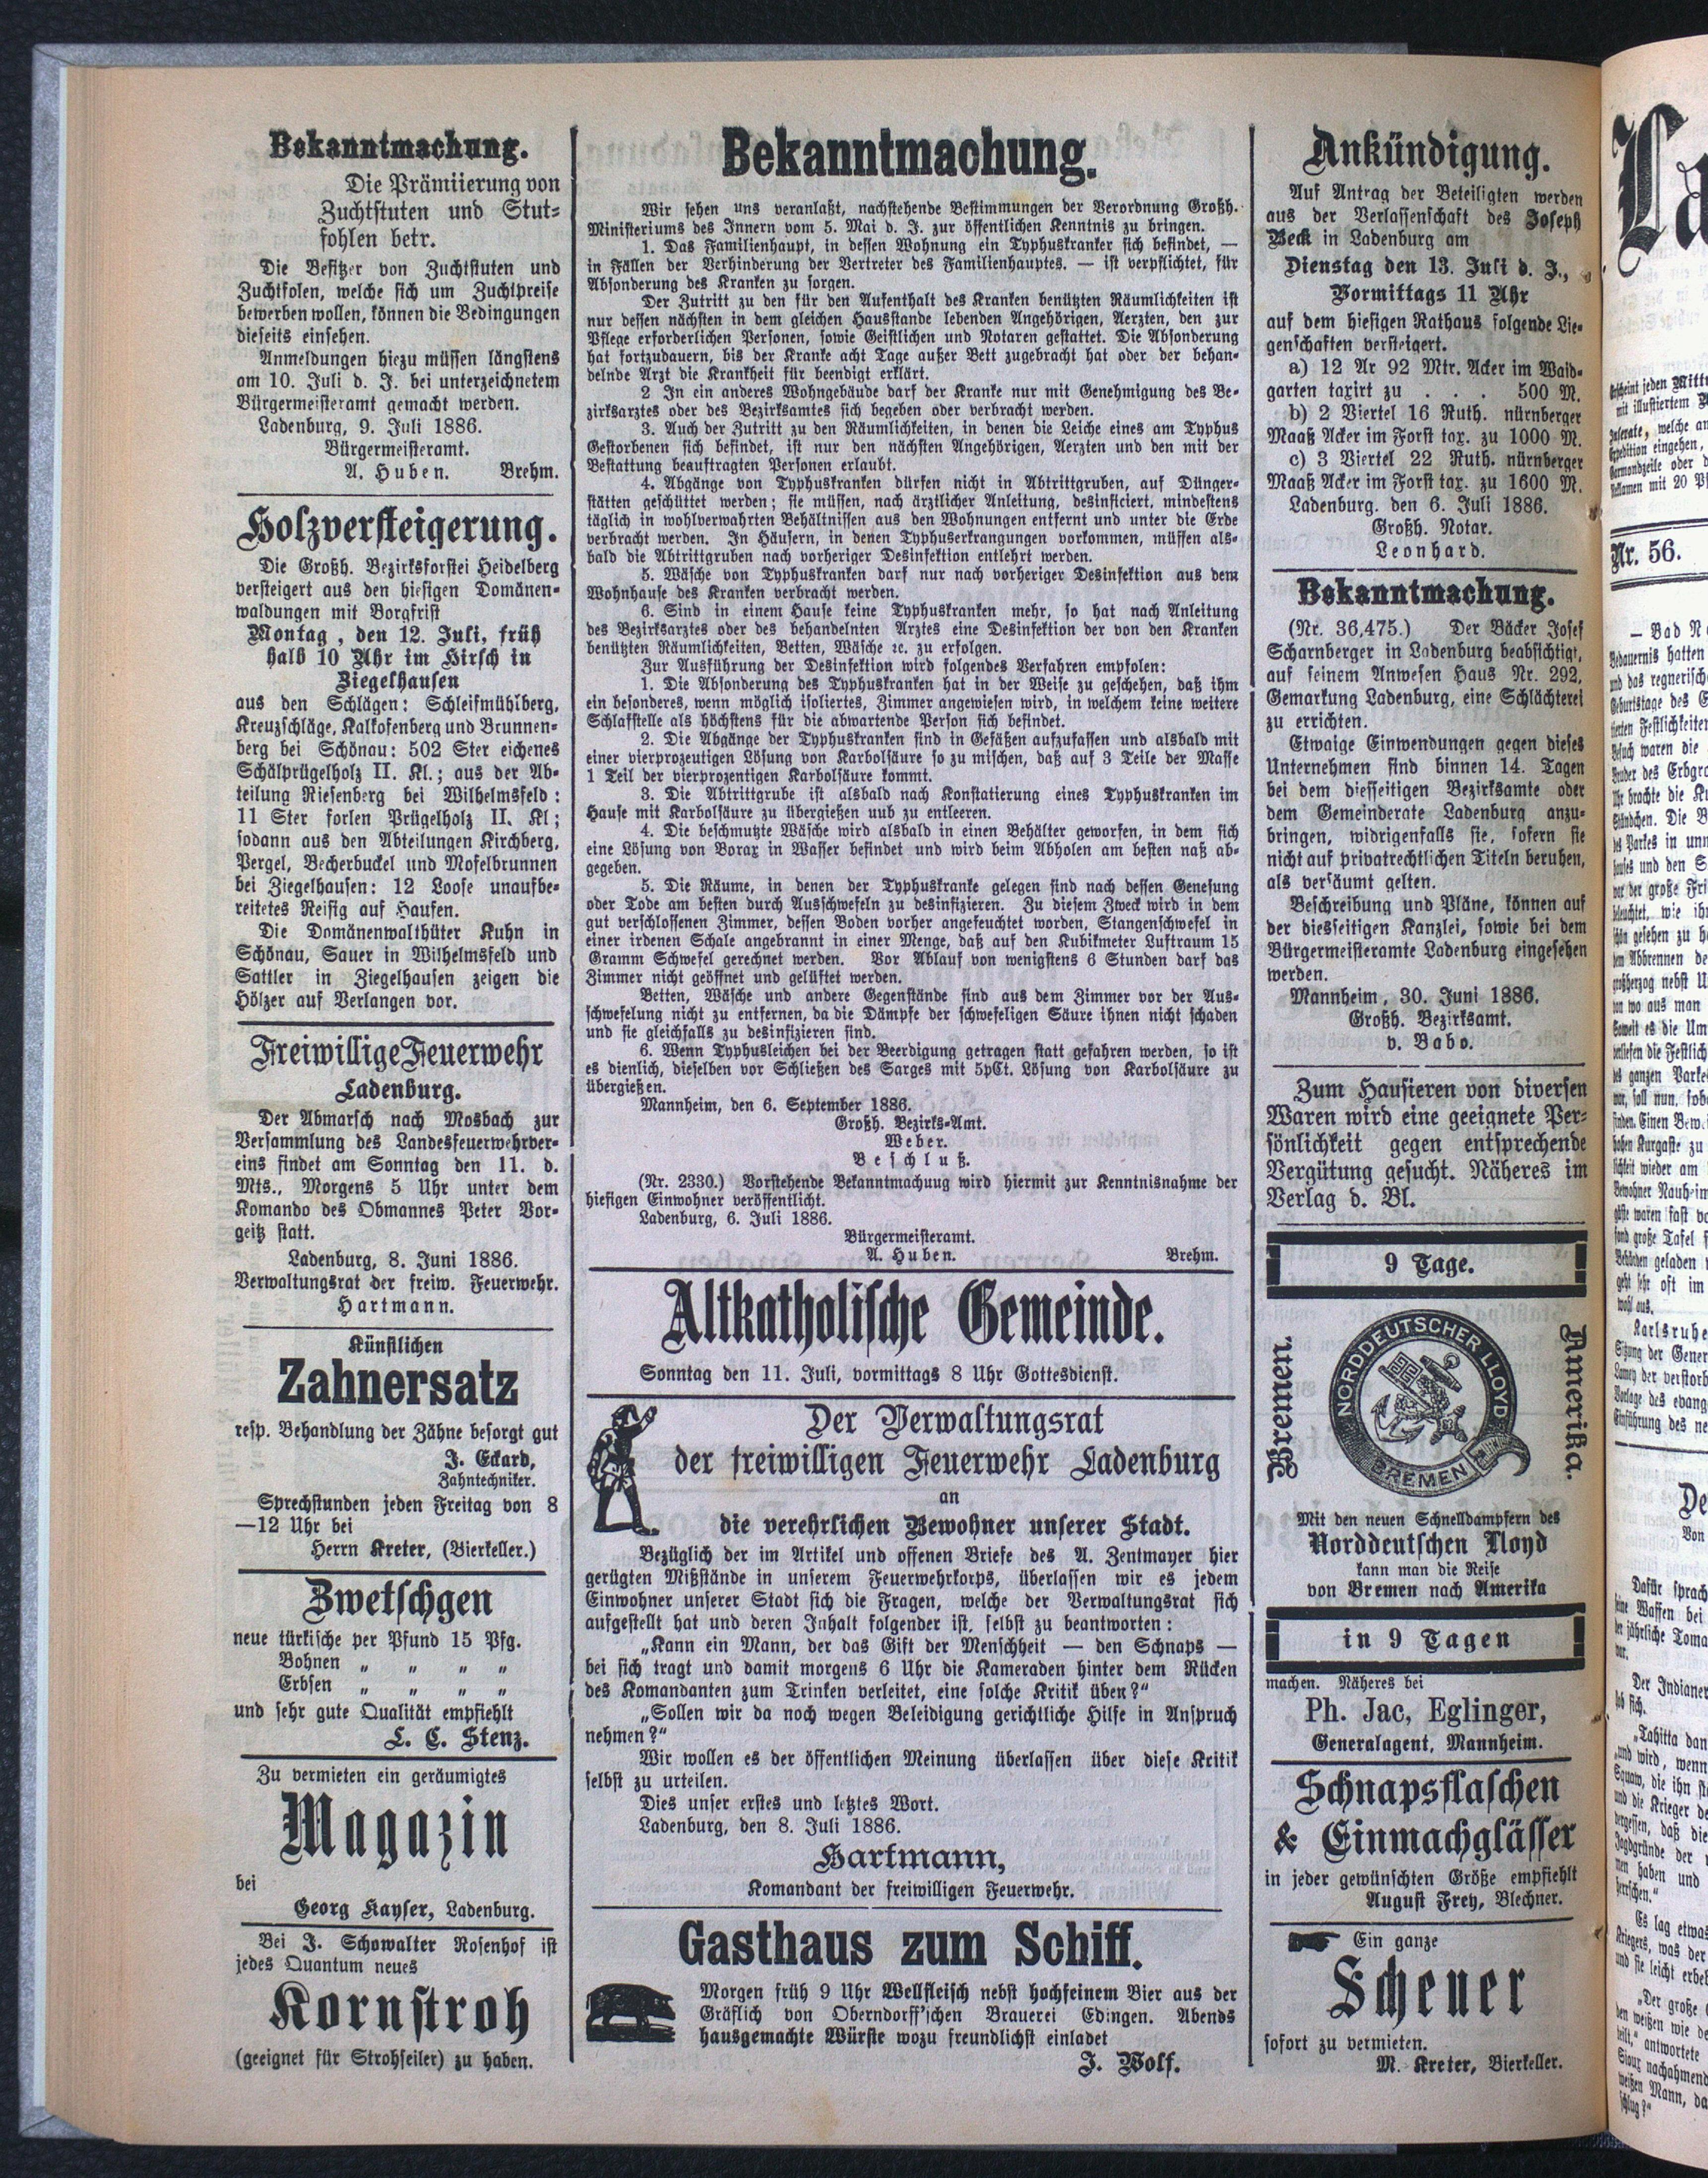 Bekanntmachung.
Die Prämiierung von
Zuchtstuten und Stut-
fohlen betr.
Die Besitzer von Zuchtstuten und
Zuchtfolen, welche sich um Zuchtpreise
bewerben wollen, können die Bedingungen
dieseits einsehen.
Anmeldungen hiezu müssen längstens
am 10. Juli d. J. bei unterzeichnetem
Bürgermeisteramt gemacht werden.
Ladenburg, 9. Juli 1886.
Bürgermeisteramt.
A. Huben. Brehm.
Holzversteigerung.
Die Großh. Bezirksforstei Heidelberg
versteigert aus den hiesigen Domänen-
waldungen mit Borgfrist
Montag, den 12. Juli, früh
halb 10 Uhr im Hirsch in
Ziegelhausen
aus den Schlägen: Schleifmühlberg,
Kreuzschläge, Kalkofenberg und Brunnen-
berg bei Schönau: 502 Ster eichenes
Schälprügelholz II. Kl.; aus der Ab-
teilung Riesenberg bei Wilhelmsfeld:
11 Ster forlen Prügelholz II. Kl;
sodann aus den Abteilungen Kirchberg,
Pergel, Becherbuckel und Moselbrunnen
bei Ziegelhausen: 12 Loose unaufbe-
reitetes Reisig auf Haufen.
Die Domänenwalthüter Kuhn in
Schönau, Sauer in Wilhelmsfeld und
Sattler in Ziegelhausen zeigen die
Hölzer auf Verlangen vor.
Freiwillige Feuerwehr
Ladenburg.
Der Abmarsch nach Mosbach zur
Versammlung des Landesfeuerwehrver-
eins findet am Sonntag den 11. d.
Mts., Morgens 5 Uhr unter dem
Komando des Obmannes Peter Vor-
geitz statt.
Ladenburg, 8. Juni 1886.
Verwaltungsrat der freiw. Feuerwehr.
Hartmann.
Künstlichen
Zahnersatz
resp. Behandlung der Zähne besorgt gut
J. Eckard,
Zahntechniker.
Sprechstunden jeden Freitag von 8
—12 Uhr bei
Herrn Kreter, (Bierkeller.)
Zwetschgen
neue türkische per Pfund 15 Pfg.
Bohnen „ „ „ „
Erbsen „ „ „ „
und sehr gute Qualität empfiehlt
L. C. Stenz.
Zu vermieten ein geräumigtes
Magazin
bei
Georg Kayser, Ladenburg.
Bei J. Schowalter Rosenhof ist
jedes Quantum neues
Kornstroh
(geeignet für Strohseiler) zu haben.
Bekanntmachung.
Wir sehen uns veranlaßt, nachstehende Bestimmungen der Verordnung Großh.
Ministeriums des Innern vom 5. Mai d. J. zur öffentlichen Kenntnis zu bringen.
1. Das Familienhaupt, in dessen Wohnung ein Typhuskranker sich befindet, —
in Fällen der Verhinderung der Vertreter des Familienhauptes. — ist verpflichtet, für
Absonderung des Kranken zu sorgen.
Der Zutritt zu den für den Aufenthalt des Kranken benützten Räumlichkeiten ist
nur dessen nächsten in dem gleichen Hausstande lebenden Angehörigen, Aerzten, den zur
Pflege erforderlichen Personen, sowie Geistlichen und Notaren gestattet. Die Absonderung
hat fortzudauern, bis der Kranke acht Tage außer Bett zugebracht hat oder der behan-
delnde Arzt die Krankheit für beendigt erklärt.
2 In ein anderes Wohngebäude darf der Kranke nur mit Genehmigung des Be-
zirksarztes oder des Bezirksamtes sich begeben oder verbracht werden.
3. Auch der Zutritt zu den Räumlichkeiten, in denen die Leiche eines am Typhus
Gestorbenen sich befindet, ist nur den nächsten Angehörigen, Aerzten und den mit der
Bestattung beauftragten Personen erlaubt.
4. Abgänge von Typhuskranken dürfen nicht in Abtrittgruben, auf Dünger-
stätten geschüttet werden; sie müssen, nach ärztlicher Anleitung, desinficiert, mindestens
täglich in wohlverwahrten Behältnissen aus den Wohnungen entfernt und unter die Erde
verbracht werden. In Häusern, in denen Typhuserkrangungen vorkommen, müssen als-
bald die Abtrittgruben nach vorheriger Desinfektion entlehrt werden.
5. Wäsche von Typhuskranken darf nur nach vorheriger Desinfektion aus dem
Wohnhause des Kranken verbracht werden.
6. Sind in einem Hause keine Typhuskranken mehr, so hat nach Anleitung
des Bezirksarztes oder des behandelnten Arztes eine Desinfektion der von den Kranken
benützten Räumlichkeiten, Betten, Wäsche ꝛc. zu erfolgen.
Zur Ausführung der Desinfektion wird folgendes Verfahren empfolen:
1. Die Absonderung des Typhuskranken hat in der Weise zu geschehen, daß ihm
ein besonderes, wenn möglich isoliertes, Zimmer angewiesen wird, in welchem keine weitere
Schlafstelle als höchstens für die abwartende Person sich befindet.
2. Die Abgänge der Typhuskranken sind in Gefäßen aufzufassen und alsbald mit
einer vierprozeutigen Lösung von Karbolsäure so zu mischen, daß auf 3 Teile der Masse
1 Teil der vierprozentigen Karbolsäure kommt.
3. Die Abtrittgrube ist alsbald nach Konstatierung eines Typhuskranken im
Hause mit Karbolsäure zu übergießen uub zu entleeren.
4. Die beschmutzte Wäsche wird alsbald in einen Behälter geworfen, in dem sich
eine Lösung von Borax in Wasser befindet und wird beim Abholen am besten naß ab-
gegeben.
5. Die Räume, in denen der Typhuskranke gelegen sind nach dessen Genesung
oder Tode am besten durch Ausschwefeln zu desinfizieren. Zu diesem Zweck wird in dem
gut verschlossenen Zimmer, dessen Boden vorher angefeuchtet worden, Stangenschwefel in
einer irdenen Schale angebrannt in einer Menge, daß auf den Kubikmeter Luftraum 15
Gramm Schwefel gerechnet werden. Vor Ablauf von wenigstens 6 Stunden darf das
Zimmer nicht geöffnet und gelüftet werden.
Betten, Wäsche und andere Gegenstände sind aus dem Zimmer vor der Aus-
schwefelung nicht zu entfernen, da die Dämpfe der schwefeligen Säure ihnen nicht schaden
und sie gleichfalls zu desinfizieren sind.
6. Wenn Typhusleichen bei der Beerdigung getragen statt gefahren werden, so ist
es dienlich, dieselben vor Schließen des Sarges mit 5pCt. Lösung von Karbolsäure zu
übergießen.
Mannheim, den 6. September 1886.
Großh. Bezirks-Amt.
Weber.
Beschluß.
(Nr. 2330.) Vorstehende Bekanntmachuug wird hiermit zur Kenntnisnahme der
hiesigen Einwohner veröffentlicht.
Ladenburg, 6. Juli 1886.
Bürgermeisteramt.
A. Huben. Brehm.
Altkatholische Gemeinde.
Sonntag den 11. Juli, vormittags 8 Uhr Gottesdienst.
Der Verwaltungsrat
der freiwilligen Feuerwehr Ladenburg
an
die verehrlichen Bewohner unserer Stadt.
Bezüglich der im Artikel und offenen Briefe des A. Zentmayer hier
gerügten Mißstände in unserem Feuerwehrkorps, überlassen wir es jedem
Einwohner unserer Stadt sich die Fragen, welche der Verwaltungsrat sich
aufgestellt hat und deren Inhalt folgender ist, selbst zu beantworten:
„Kann ein Mann, der das Gift der Menschheit — den Schnaps —
bei sich tragt und damit morgens 6 Uhr die Kameraden hinter dem Rücken
des Komandanten zum Trinken verleitet, eine solche Kritik üben?"
„Sollen wir da noch wegen Beleidigung gerichtliche Hilfe in Anspruch
nehmen?"
Wir wollen es der öffentlichen Meinung überlassen über diese Kritik
selbst zu urteilen.
Dies unser erstes und letztes Wort.
Ladenburg, den 8. Juli 1886.
Hartmann,
Komandant der freiwilligen Feuerwehr.
Gasthaus zum Schiff.
Morgen früh 9 Uhr Wellfleisch nebst hochfeinem Bier aus der
Gräflich von Oberndorff'schen Brauerei Edingen. Abends
hausgemachte Würste wozu freundlichst einladet
J. Wolf.
Ankündigung.
Auf Antrag der Beteiligten werden
aus der Verlassenschaft des Joseph
Beck in Ladenburg am
Dienstag den 13. Juli d. J.,
Vormittags 11 Uhr
auf dem hiesigen Rathaus folgende Lie-
genschaften versteigert.
a) 12 Ar 92 Mtr. Acker im Waid-
garten taxirt zu . . . 500 M.
b) 2 Viertel 16 Ruth. nürnberger
Maaß Acker im Forst tax. zu 1000 M.
c) 3 Viertel 22 Ruth. nürnberger
Maaß Acker im Forst tax. zu 1600 M.
Ladenburg. den 6. Juli 1886.
Großh. Notar.
Leonhard.
Bekanntmachung.
(Nr. 36,475.) Der Bäcker Josef
Scharnberger in Ladenburg beabsichtigt,
auf seinem Anwesen Haus Nr. 292,
Gemarkung Ladenburg, eine Schlächterei
zu errichten.
Etwaige Einwendungen gegen dieses
Unternehmen sind binnen 14. Tagen
bei dem diesseitigen Bezirksamte oder
dem Gemeinderate Ladenburg anzu-
bringen, widrigenfalls sie, sofern sie
nicht auf privatrechtlichen Titeln beruhen,
als versäumt gelten.
Beschreibung und Pläne, können auf
der diesseitigen Kanzlei, sowie bei dem
Bürgermeisteramte Ladenburg eingesehen
werden.
Mannheim, 30. Juni 1886.
Großh. Bezirksamt.
v. Babo.
Zum Hausieren von diversen
Waren wird eine geeignete Per-
sönlichkeit gegen entsprechende
Vergütung gesucht. Näheres im
Verlag d. Bl.
9 Tage.
Bremen.
NORDDEUTSCHER LLOYD
BREMEN
Amerika.
Mit den neuen Schnelldampfern des
Norddeutschen Lloyd
kann man die Reise
von Bremen nach Amerika
in 9 Tagen
machen. Näheres bei
Ph. Jac, Eglinger,
Generalagent, Mannheim.
Schnapsflaschen
& Einmachgläser
in jeder gewünschten Größe empfiehlt
August Frey, Blechner.
Ein ganze
Scheuer
sofort zu vermieten.
M. Kreter, Bierkeller.
La
Nr. 56.